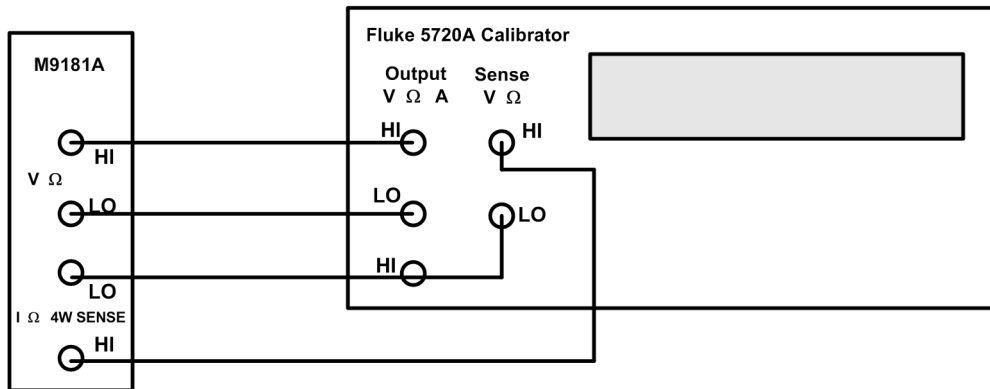 M9181A
HI
V Ω
LO
LO
I Ω 4W SENSE
HI
Fluke 5720A Calibrator
Output Sense
V Ω A V Ω
HI HI
LO LO
HI